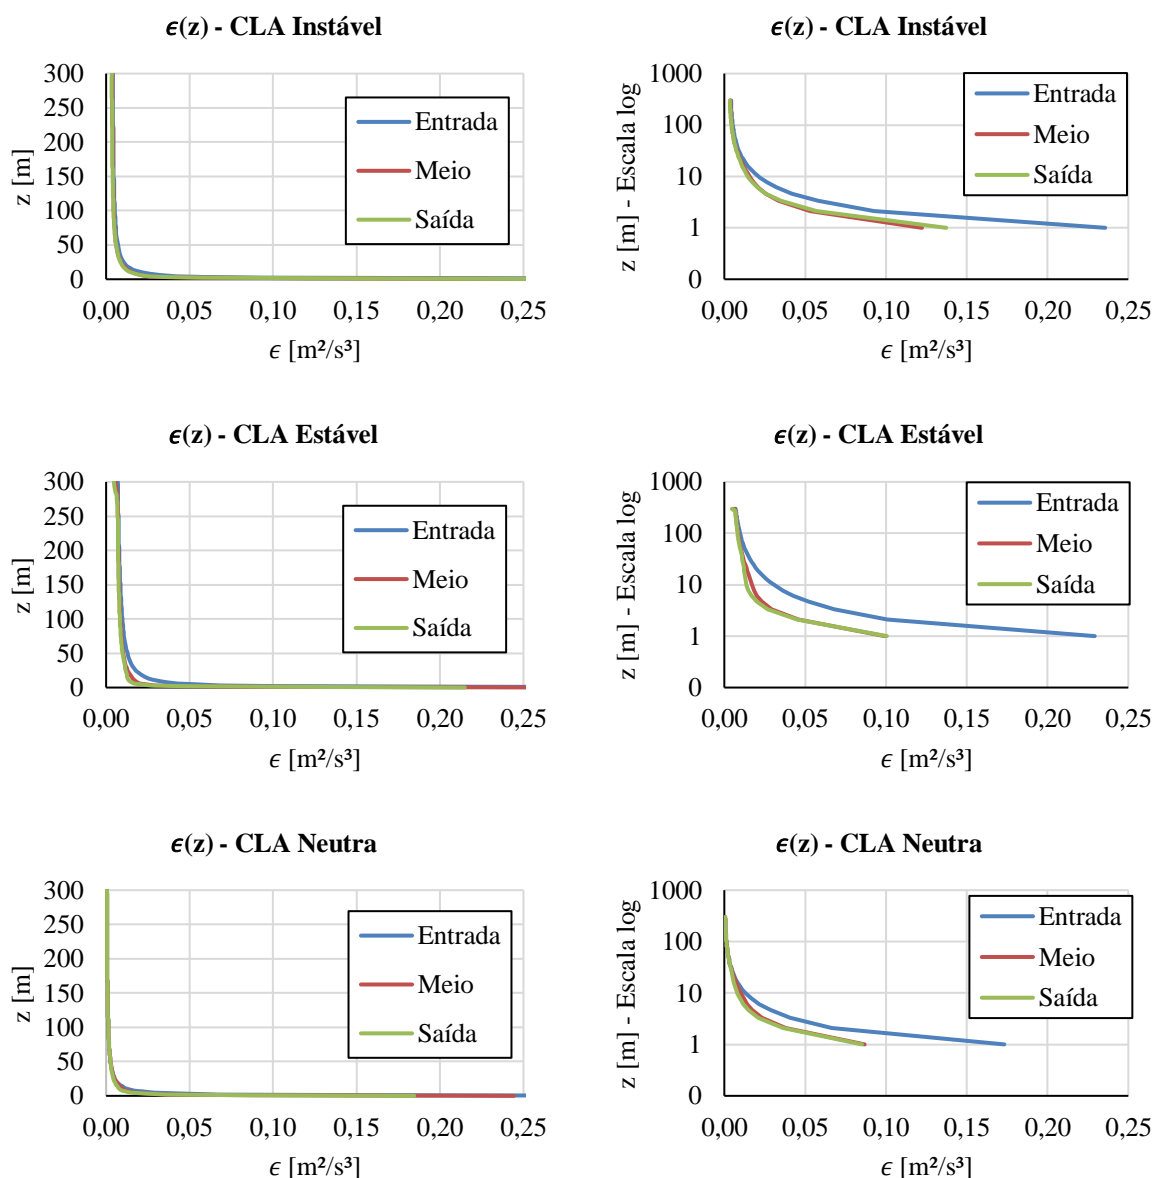 ϵ(z) - CLA Instável
300
250
200
150
100
50
0
z [m]
0,00 0,05 0,10 0,15 0,20 0,25
ϵ [m²/s³]
Entrada
Meio
Saída
ϵ(z) - CLA Instável
1000
100
10
1
0
z [m] - Escala log
0,00 0,05 0,10 0,15 0,20 0,25
ϵ [m²/s³]
Entrada
Meio
Saída
ϵ(z) - CLA Estável
300
250
200
150
100
50
0
z [m]
0,00 0,05 0,10 0,15 0,20 0,25
ϵ [m²/s³]
Entrada
Meio
Saída
ϵ(z) - CLA Estável
1000
100
10
1
0
z [m] - Escala log
0,00 0,05 0,10 0,15 0,20 0,25
ϵ [m²/s³]
Entrada
Meio
Saída
ϵ(z) - CLA Neutra
300
250
200
150
100
50
0
z [m]
0,00 0,05 0,10 0,15 0,20 0,25
ϵ [m²/s³]
Entrada
Meio
Saída
ϵ(z) - CLA Neutra
1000
100
10
1
0
z [m] - Escala log
0,00 0,05 0,10 0,15 0,20 0,25
ϵ [m²/s³]
Entrada
Meio
Saída